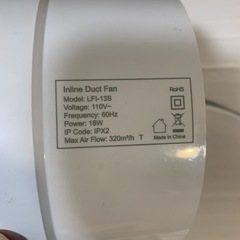 Inline Duct Fan
Model: LFI-13S
Voltage: 110V~
Frequency: 60Hz
Power: 18W
IP Code: IPX2
Max Air Flow: 320m³/h T
RoHS
Made In China